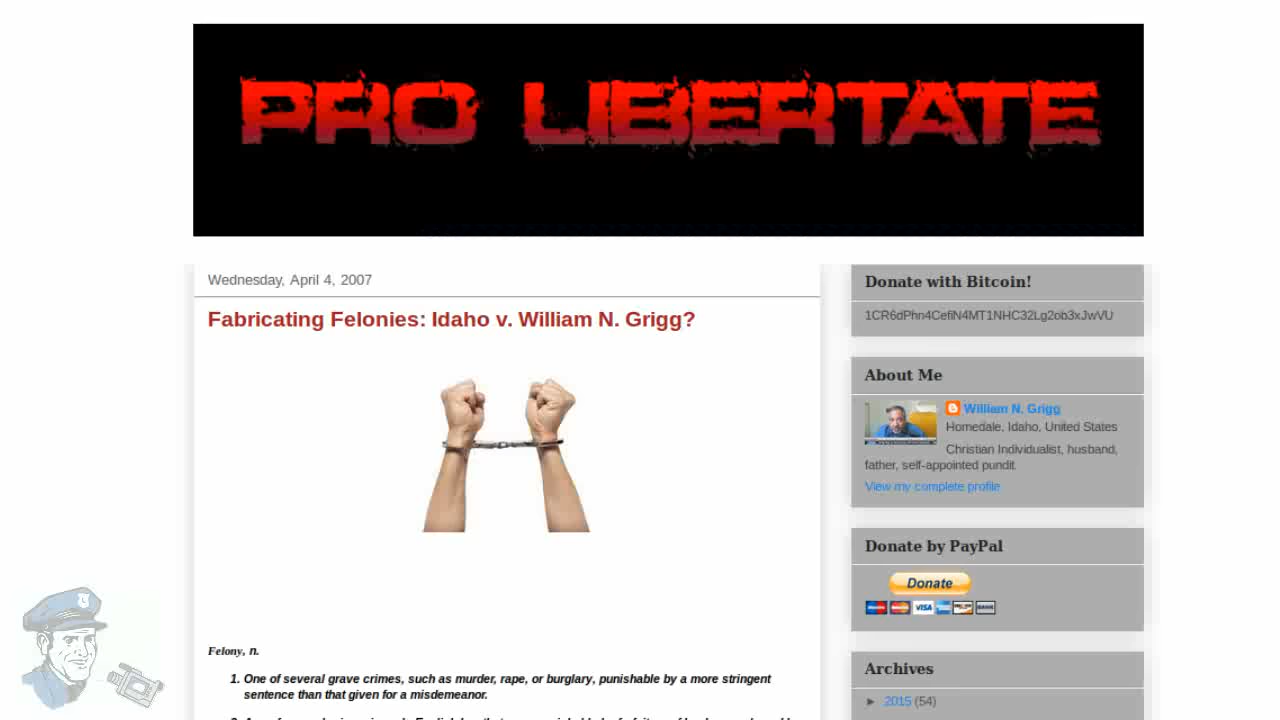 PRO LIBERTATE
Wednesday, April 4, 2007
Fabricating Felonies: Idaho v. William N. Grigg?
Felony, n.
1. One of several grave crimes, such as murder, rape, or burglary, punishable by a more stringent
sentence than that given for a misdemeanor.
Donate with Bitcoin!
1CR6dPhn4CefiN4MT1NHC32Lg2ob3xJwVU
About Me
William N. Grigg
Homedale, Idaho, United States
Christian Individualist, husband,
father, self-appointed pundit
View my complete profile
Donate by PayPal
Donate
VISA
BANK
Archives
► 2015 (54)